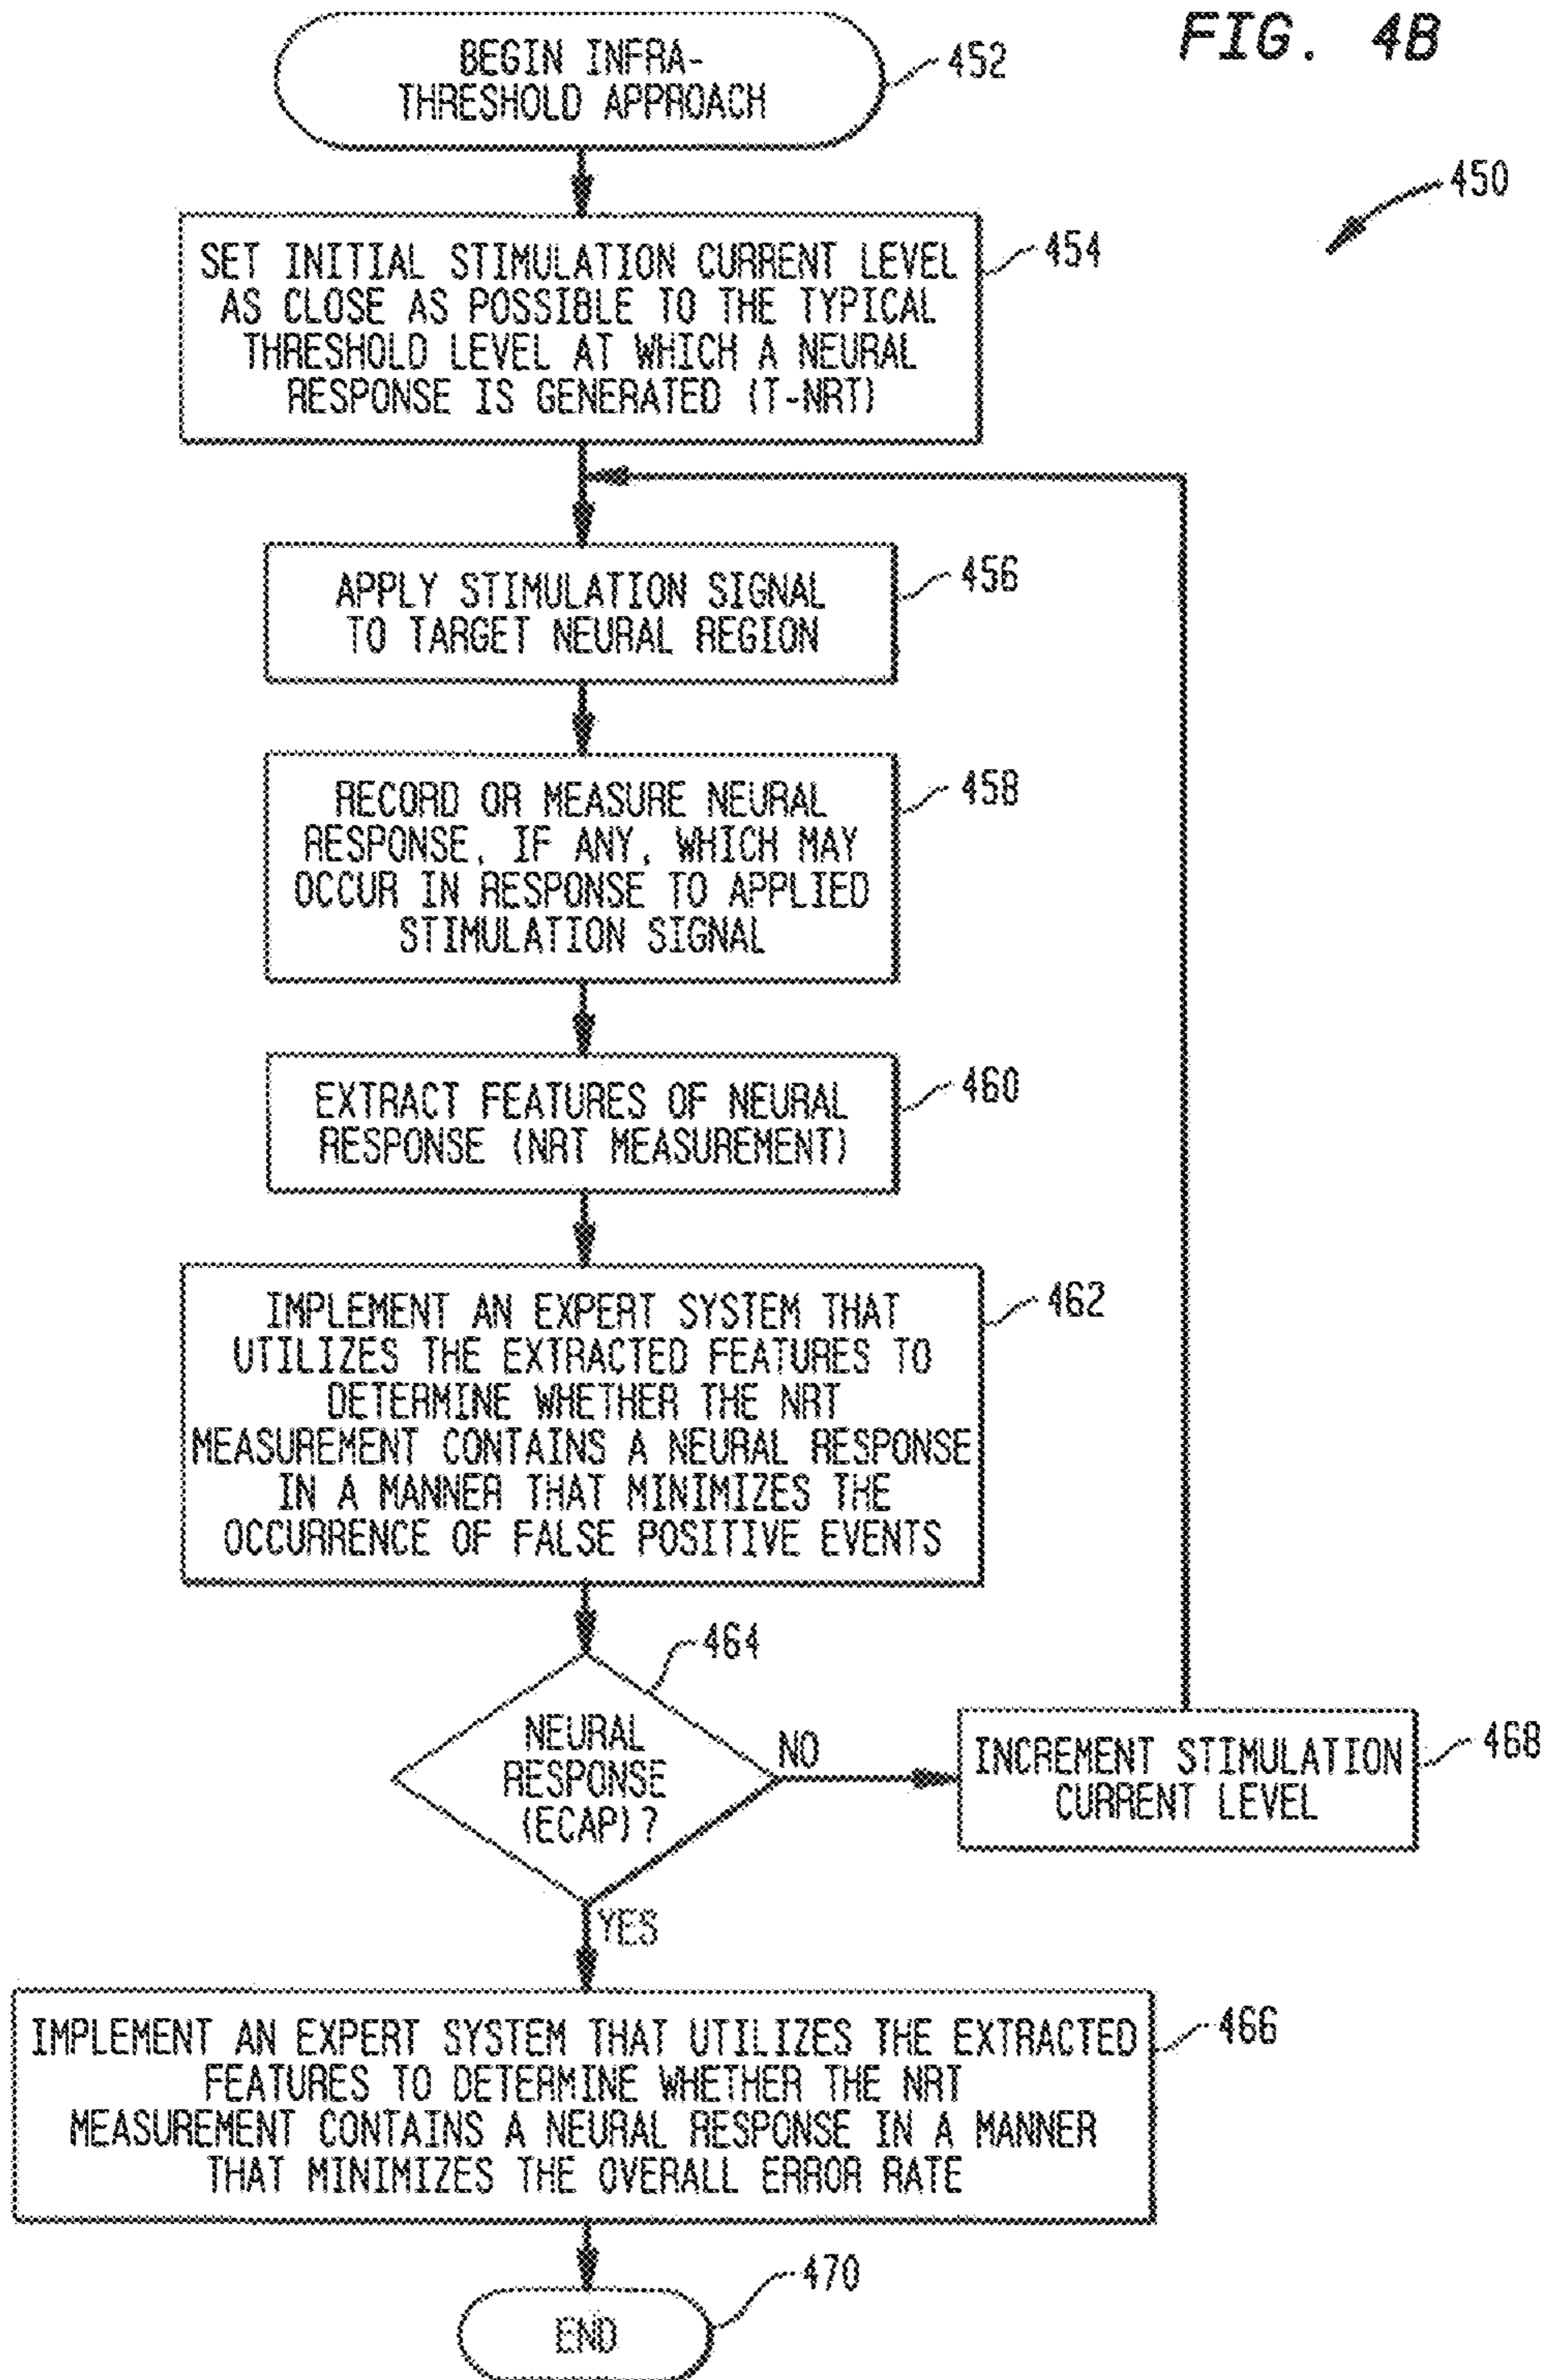 FIG. 4B
BEGIN INFRA-
THRESHOLD APPROACH
452
450
SET INITIAL STIMULATION CURRENT LEVEL
AS CLOSE AS POSSIBLE TO THE TYPICAL
THRESHOLD LEVEL AT WHICH A NEURAL
RESPONSE IS GENERATED (T-NRT)
454
APPLY STIMULATION SIGNAL
TO TARGET NEURAL REGION
456
RECORD OR MEASURE NEURAL
RESPONSE, IF ANY, WHICH MAY
OCCUR IN RESPONSE TO APPLIED
STIMULATION SIGNAL
458
EXTRACT FEATURES OF NEURAL
RESPONSE (NRT MEASUREMENT)
460
IMPLEMENT AN EXPERT SYSTEM THAT
UTILIZES THE EXTRACTED FEATURES TO
DETERMINE WHETHER THE NRT
MEASUREMENT CONTAINS A NEURAL RESPONSE
IN A MANNER THAT MINIMIZES THE
OCCURRENCE OF FALSE POSITIVE EVENTS
462
NEURAL
RESPONSE
(ECAP)?
464
NO
INCREMENT STIMULATION
CURRENT LEVEL
468
YES
IMPLEMENT AN EXPERT SYSTEM THAT UTILIZES THE EXTRACTED
FEATURES TO DETERMINE WHETHER THE NRT
MEASUREMENT CONTAINS A NEURAL RESPONSE IN A MANNER
THAT MINIMIZES THE OVERALL ERROR RATE
466
END
470